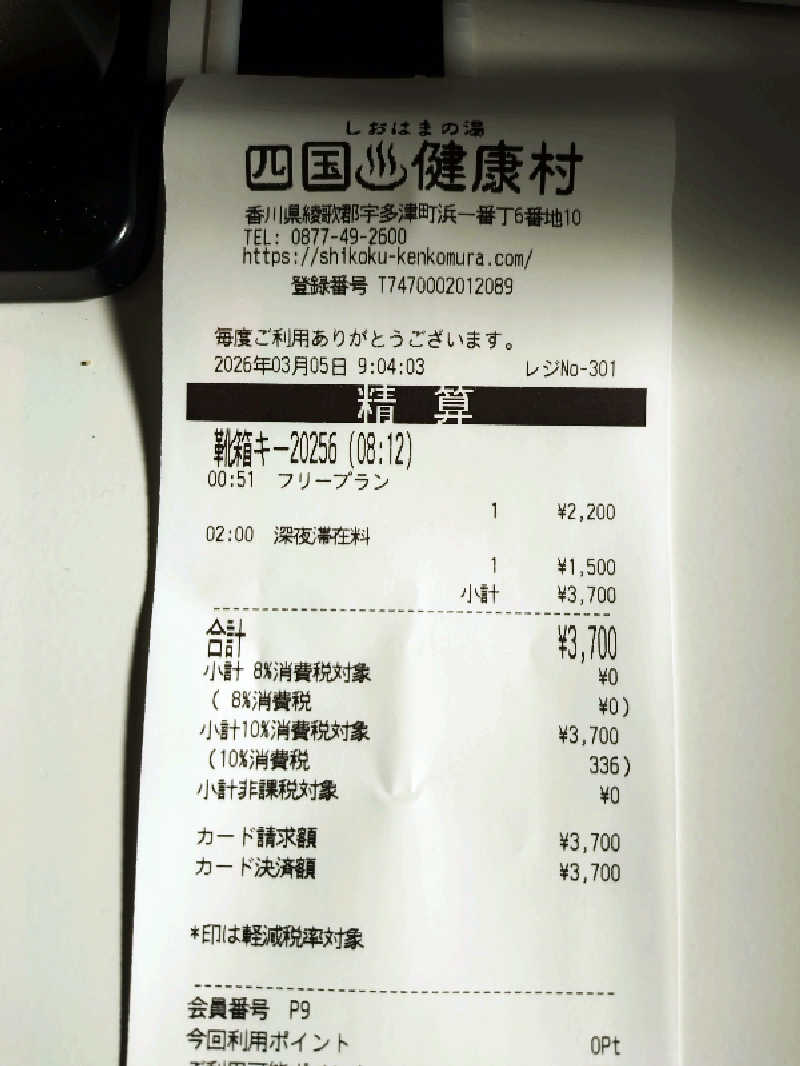 しおはまの湯
四国健康村
香川県綾歌郡宇多津町浜一番丁6番地10
TEL: 0877-49-2600
https://shikoku-kenkomura.com/
登録番号 T7470002012089
毎度ご利用ありがとうございます。
2026年03月05日 9:04:03 レジNo-301
精 算
靴箱キー20256 (08:12)
00:51 フリープラン
1 ¥2,200
02:00 深夜滞在料
1 ¥1,500
小計 ¥3,700
合計 ¥3,700
小計 8%消費税対象 ¥0
( 8%消費税 ¥0)
小計10%消費税対象 ¥3,700
(10%消費税 336)
小計非課税対象 ¥0
カード請求額 ¥3,700
カード決済額 ¥3,700
*印は軽減税率対象
会員番号 P9
今回利用ポイント 0Pt